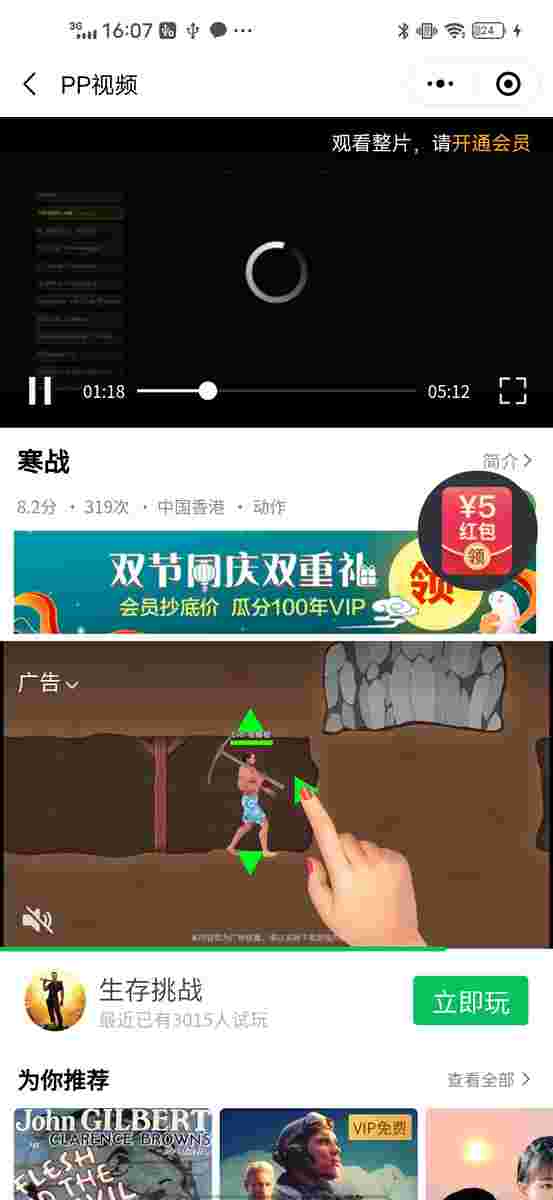 3G 16:07 24
PP视频
观看整片，请开通会员
01:18 05:12
寒战
简介
8.2分 · 319次 · 中国香港 · 动作
¥5
红包
领
双节同庆双重礼
会员抄底价 瓜分100年VIP
领
广告
生存挑战
最近已有3015人试玩
立即玩
为你推荐
查看全部
John GILBERT
CLARENCE BROWN'S
FLESH
VIP免费